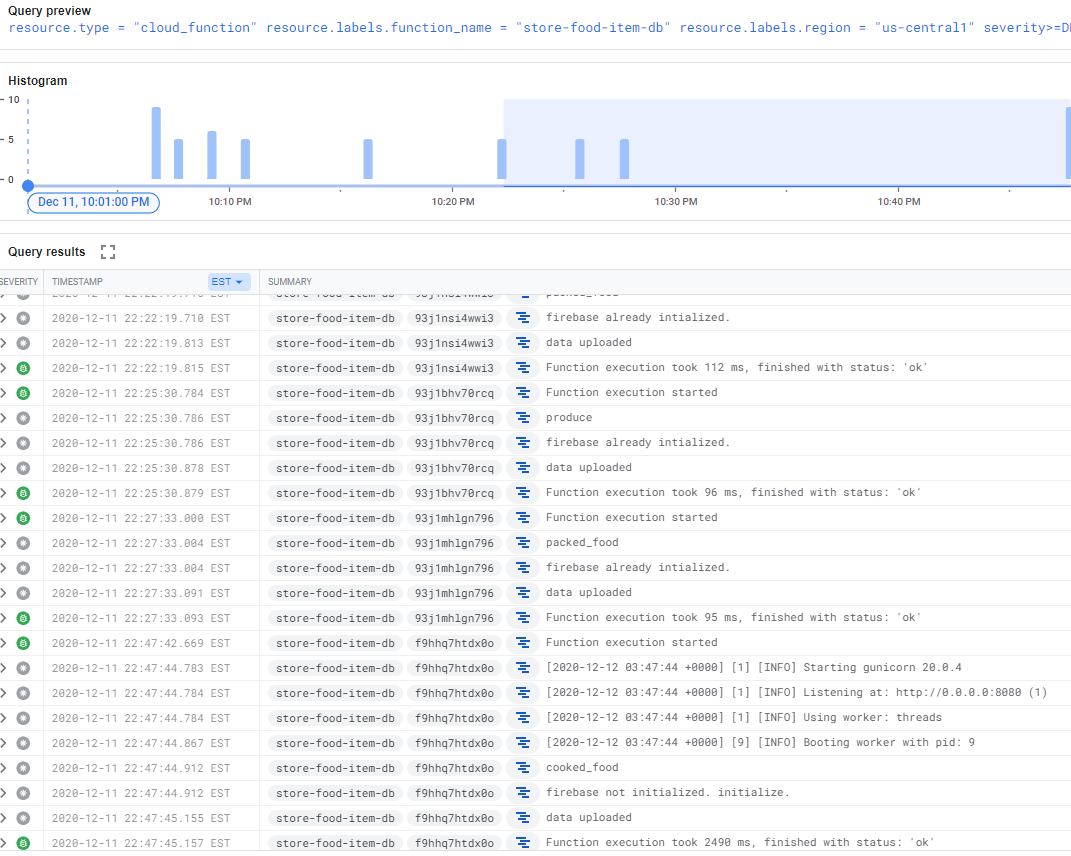 Query preview
resource.type = "cloud_function" resource.labels.function_name = "store-food-item-db" resource.labels.region = "us-central1" severity>=DE
Histogram
10
5
0
Dec 11, 10:01:00 PM
10:10 PM
10:20 PM
10:30 PM
10:40 PM
Query results
SEVERITY TIMESTAMP EST SUMMARY
2020-12-11 22:22:19.710 EST store-food-item-db 93j1nsi4wwi3 firebase already intialized.
2020-12-11 22:22:19.813 EST store-food-item-db 93j1nsi4wwi3 data uploaded
2020-12-11 22:22:19.815 EST store-food-item-db 93j1nsi4wwi3 Function execution took 112 ms, finished with status: 'ok'
2020-12-11 22:25:30.784 EST store-food-item-db 93j1bhv70rcq Function execution started
2020-12-11 22:25:30.786 EST store-food-item-db 93j1bhv70rcq produce
2020-12-11 22:25:30.786 EST store-food-item-db 93j1bhv70rcq firebase already intialized.
2020-12-11 22:25:30.878 EST store-food-item-db 93j1bhv70rcq data uploaded
2020-12-11 22:25:30.879 EST store-food-item-db 93j1bhv70rcq Function execution took 96 ms, finished with status: 'ok'
2020-12-11 22:27:33.000 EST store-food-item-db 93j1mhlgn796 Function execution started
2020-12-11 22:27:33.004 EST store-food-item-db 93j1mhlgn796 packed_food
2020-12-11 22:27:33.004 EST store-food-item-db 93j1mhlgn796 firebase already intialized.
2020-12-11 22:27:33.091 EST store-food-item-db 93j1mhlgn796 data uploaded
2020-12-11 22:27:33.093 EST store-food-item-db 93j1mhlgn796 Function execution took 95 ms, finished with status: 'ok'
2020-12-11 22:47:42.669 EST store-food-item-db f9hhq7htdx0o Function execution started
2020-12-11 22:47:44.783 EST store-food-item-db f9hhq7htdx0o [2020-12-12 03:47:44 +0000] [1] [INFO] Starting gunicorn 20.0.4
2020-12-11 22:47:44.784 EST store-food-item-db f9hhq7htdx0o [2020-12-12 03:47:44 +0000] [1] [INFO] Listening at: http://0.0.0.0:8080 (1)
2020-12-11 22:47:44.784 EST store-food-item-db f9hhq7htdx0o [2020-12-12 03:47:44 +0000] [1] [INFO] Using worker: threads
2020-12-11 22:47:44.867 EST store-food-item-db f9hhq7htdx0o [2020-12-12 03:47:44 +0000] [9] [INFO] Booting worker with pid: 9
2020-12-11 22:47:44.912 EST store-food-item-db f9hhq7htdx0o cooked_food
2020-12-11 22:47:44.912 EST store-food-item-db f9hhq7htdx0o firebase not initialized. initialize.
2020-12-11 22:47:45.155 EST store-food-item-db f9hhq7htdx0o data uploaded
2020-12-11 22:47:45.157 EST store-food-item-db f9hhq7htdx0o Function execution took 2490 ms, finished with status: 'ok'